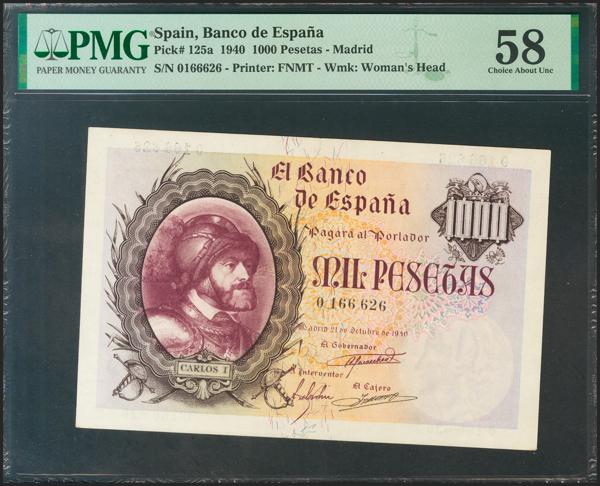 PMG
PAPER MONEY GUARANTY
Spain, Banco de España
Pick# 125a 1940 1000 Pesetas - Madrid
S/N 0166626 - Printer: FNMT - Wmk: Woman's Head
58
Choice About Unc
El Banco
de España
Pagará al Portador
MIL PESETAS
0,166,626
Madrid 21 de Octubre de 1940
El Gobernador
El Interventor
El Cajero
CARLOS I